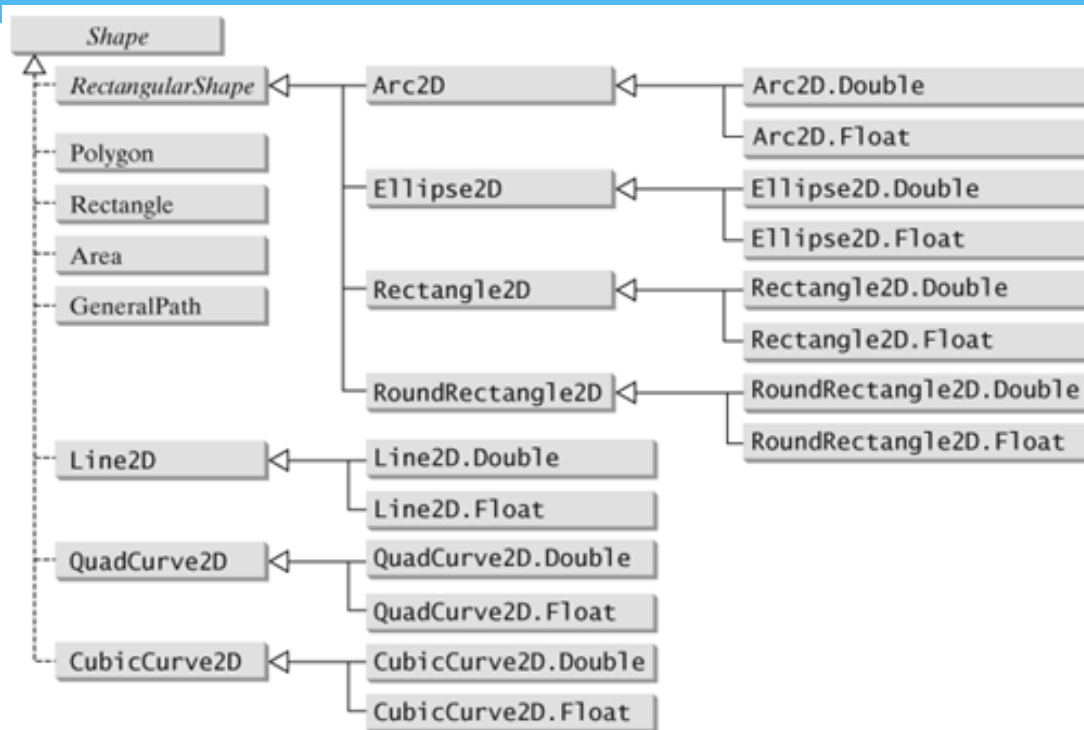 Shape
RectangularShape
Arc2D
Arc2D.Double
Arc2D.Float
Polygon
Rectangle
Area
GeneralPath
Ellipse2D
Ellipse2D.Double
Ellipse2D.Float
Rectangle2D
Rectangle2D.Double
Rectangle2D.Float
RoundRectangle2D
RoundRectangle2D.Double
RoundRectangle2D.Float
Line2D
Line2D.Double
Line2D.Float
QuadCurve2D
QuadCurve2D.Double
QuadCurve2D.Float
CubicCurve2D
CubicCurve2D.Double
CubicCurve2D.Float